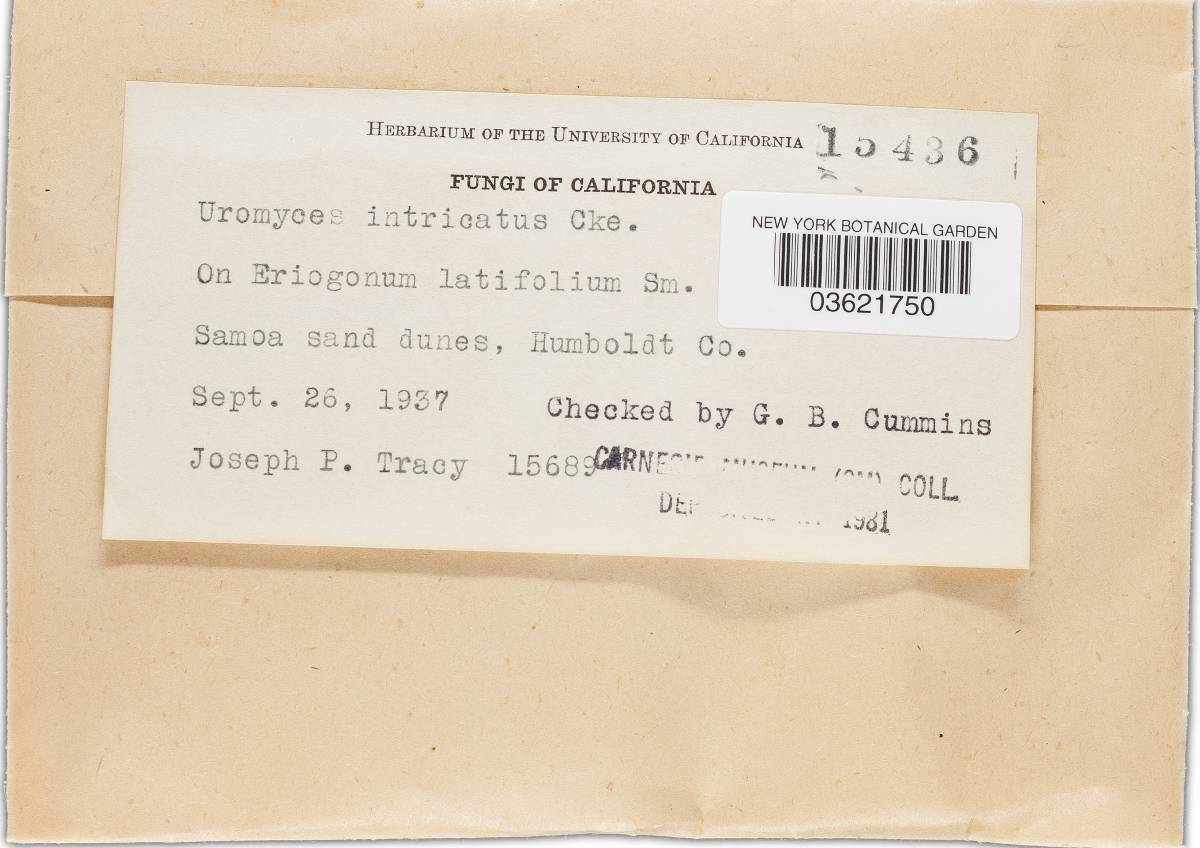 HERBARIUM OF THE UNIVERSITY OF CALIFORNIA 15436
FUNGI OF CALIFORNIA
Uromyces intricatus Cke.
NEW YORK BOTANICAL GARDEN
03621750
On Eriogonum latifolium Sm.
Samoa sand dunes, Humboldt Co.
Sept. 26, 1937 Checked by G. B. Cummins
Joseph P. Tracy 15689
COLL.
1981